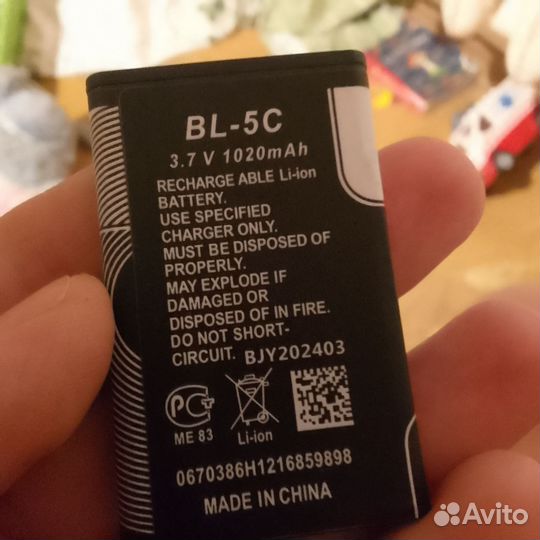 BL-5C
3.7 V 1020mAh
RECHARGE ABLE Li-ion
BATTERY.
USE SPECIFIED
CHARGER ONLY.
MUST BE DISPOSED OF
PROPERLY.
MAY EXPLODE IF
DAMAGED OR
DISPOSED OF IN FIRE.
DO NOT SHORT-
CIRCUIT. BJY202403
ME 83 Li-ion
0670386H1216859898
MADE IN CHINA
Avito